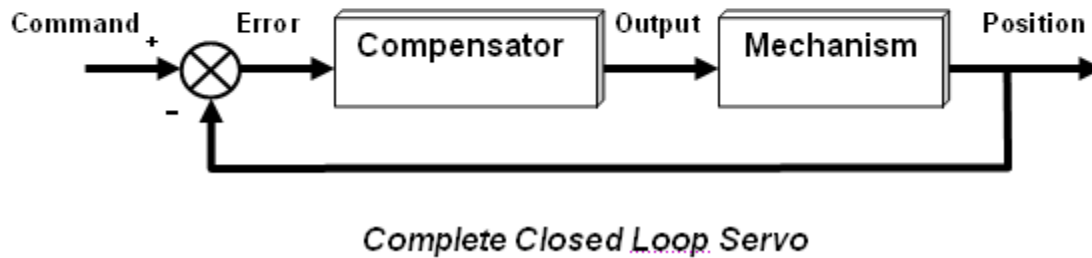 Command
+
Error
Compensator
Output
Mechanism
Position
-
Complete Closed Loop Servo